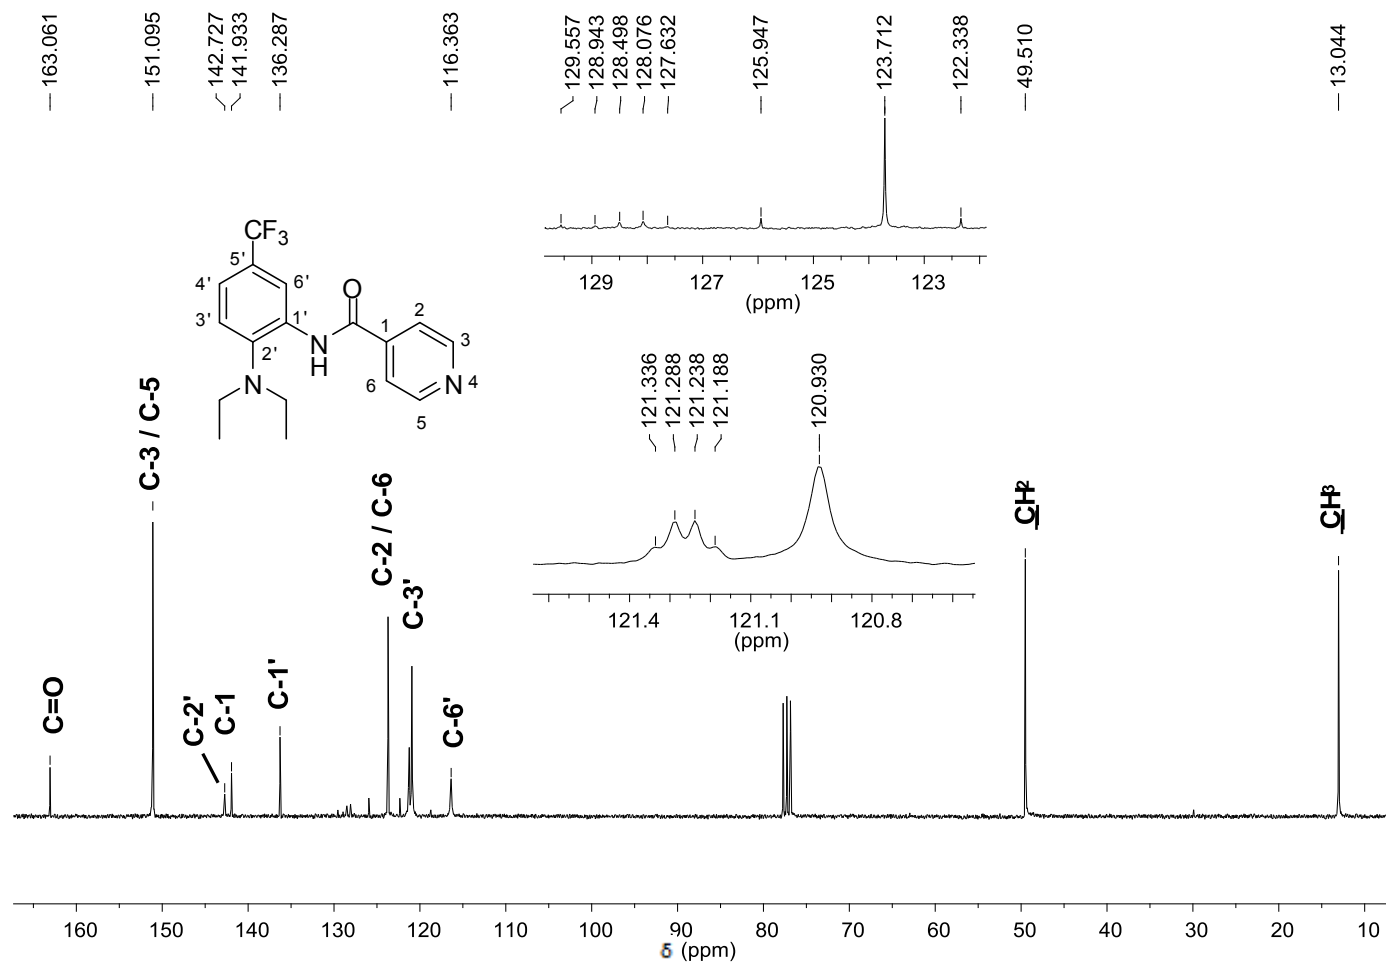 163.061
151.095
142.727
141.933
136.287
116.363
129.557
128.943
128.498
128.076
127.632
125.947
123.712
122.338
49.510
13.044
129 127 125 123
(ppm)
CF3
5'
4' 6'
3' 1'
2'
O
N
H
N
1 2
3
N 4
6
5
121.336
121.288
121.238
121.188
120.930
121.4 121.1 120.8
(ppm)
C=O
C-3 / C-5
C-2'
C-1
C-1'
C-2 / C-6
C-3'
C-6'
CH2
CH3
160 150 140 130 120 110 100 90 80 70 60 50 40 30 20 10
δ (ppm)